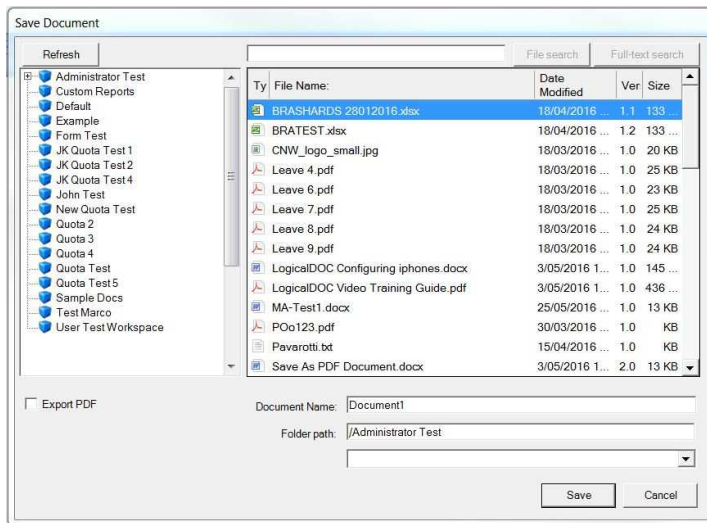 Save Document
Refresh
File search
Full-text search
Administrator Test
Custom Reports
Default
Example
Form Test
JK Quota Test 1
JK Quota Test 2
JK Quota Test 4
John Test
New Quota Test
Quota 2
Quota 3
Quota 4
Quota Test
Quota Test 5
Sample Docs
Test Marco
User Test Workspace
Ty File Name: Date Modified Ver Size
BRASHARDS 28012016.xlsx 18/04/2016 ... 1.1 133 ...
BRATEST.xlsx 18/04/2016 ... 1.2 133 ...
CNW_logo_small.jpg 18/03/2016 ... 1.0 20 KB
Leave 4.pdf 18/03/2016 ... 1.0 25 KB
Leave 6.pdf 18/03/2016 ... 1.0 23 KB
Leave 7.pdf 18/03/2016 ... 1.0 25 KB
Leave 8.pdf 18/03/2016 ... 1.0 24 KB
Leave 9.pdf 18/03/2016 ... 1.0 24 KB
LogicalDOC Configuring iphones.docx 3/05/2016 1... 1.0 145 ...
LogicalDOC Video Training Guide.pdf 3/05/2016 1... 1.0 436 ...
MA-Test1.docx 25/05/2016 ... 1.0 13 KB
POo123.pdf 30/03/2016 ... 1.0 KB
Pavarotti.txt 15/04/2016 ... 1.0 KB
Save As PDF Document.docx 3/05/2016 1... 2.0 13 KB
Export PDF
Document Name: Document1
Folder path: /Administrator Test
Save
Cancel